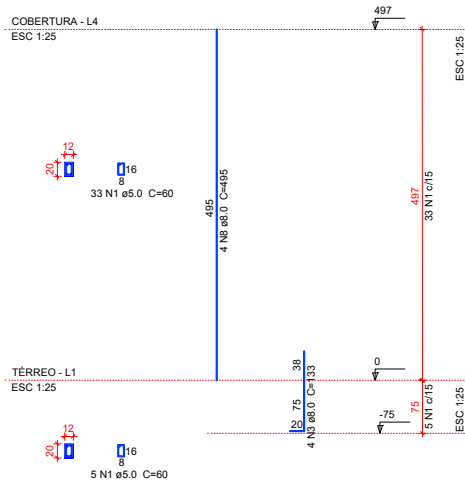 COBERTURA - L4
ESC 1:25
497
ESC 1:25
12
20
16
8
33 N1 ø5.0 C=60
495
4 N8 ø8.0 C=495
497
33 N1 c/15
TÉRREO - L1
ESC 1:25
0
38
75
20
4 N3 ø8.0 C=133
-75
75
5 N1 c/15
ESC 1:25
12
20
16
8
5 N1 ø5.0 C=60